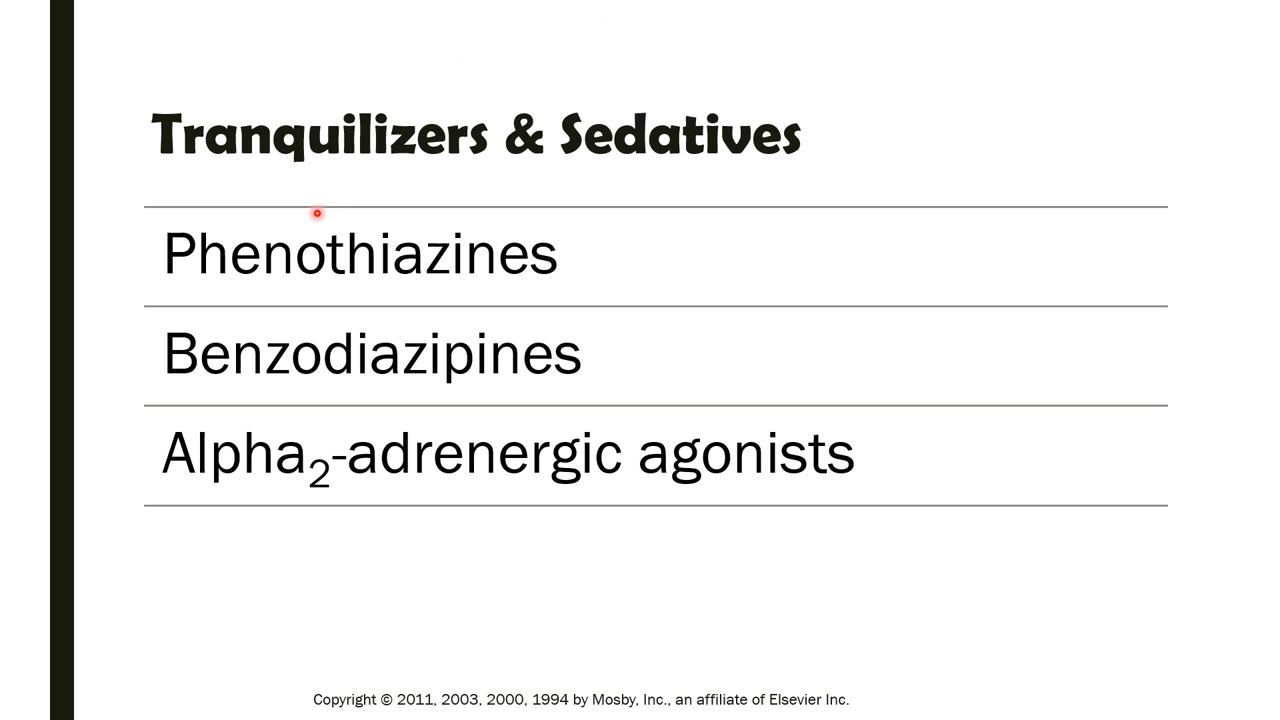 Tranquilizers & Sedatives
Phenothiazines
Benzodiazipines
Alpha₂-adrenergic agonists
Copyright © 2011, 2003, 2000, 1994 by Mosby, Inc., an affiliate of Elsevier Inc.